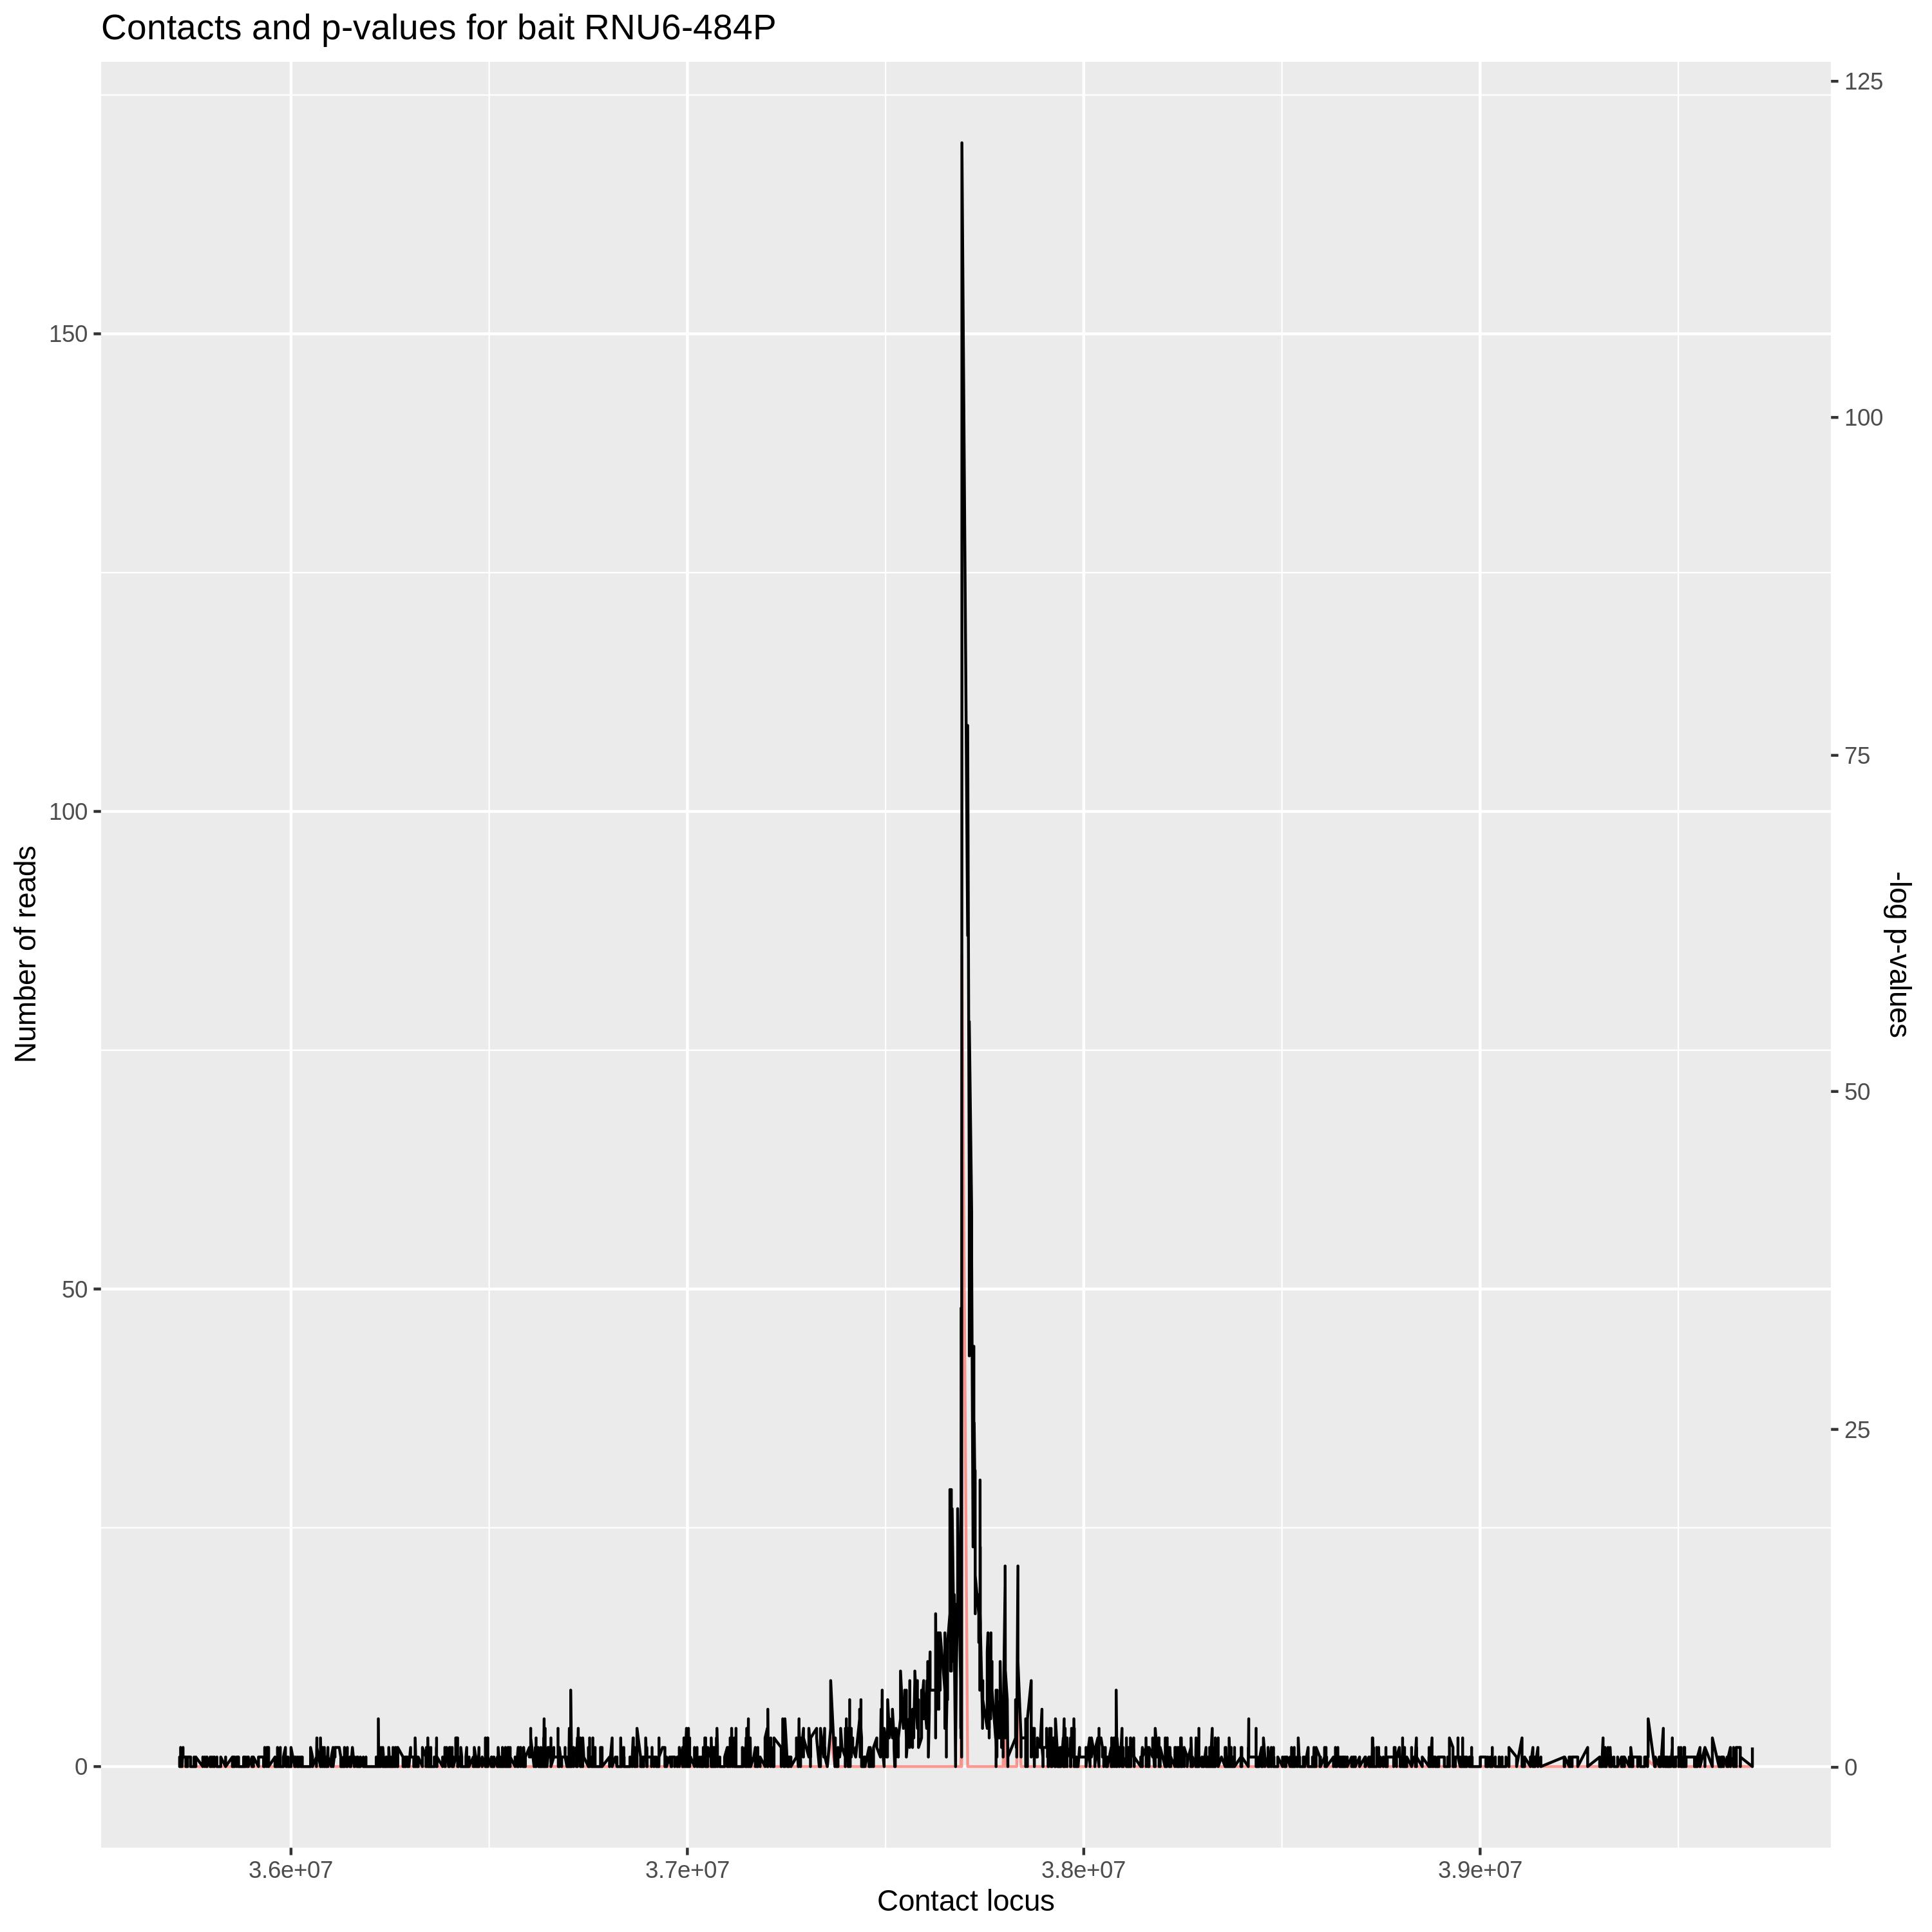 Contacts and p-values for bait RNU6-484P
125
150
100
100
75
Number of reads
-log p-values
50
50
25
0
0
3.6e+07
3.7e+07
3.8e+07
3.9e+07
Contact locus